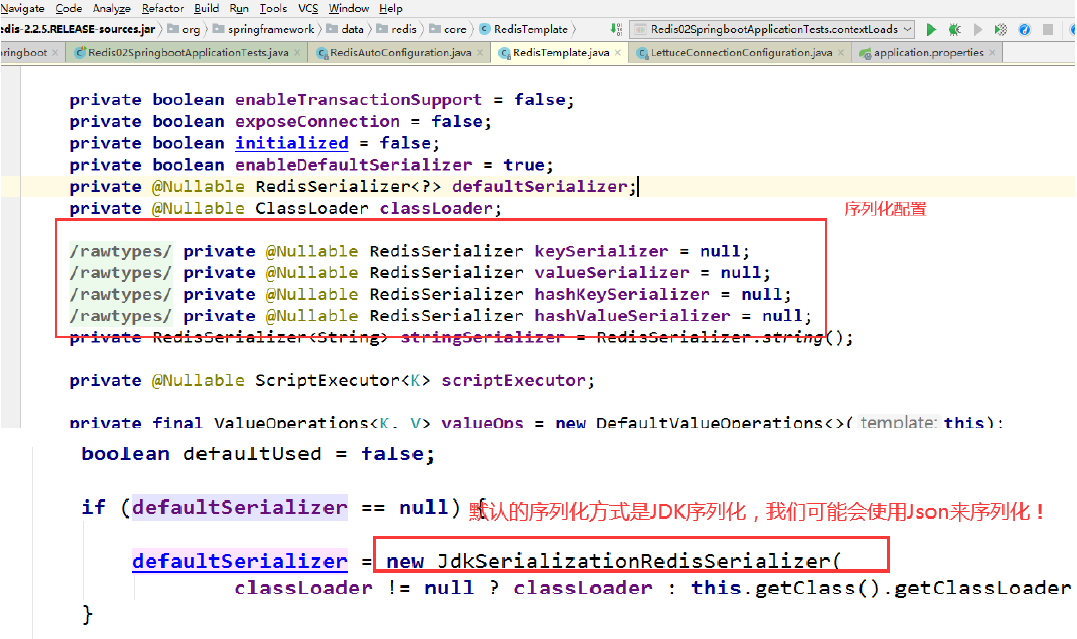 Navigate Code Analyze Refactor Build Run Tools VCS Window Help
edis-2.2.5.RELEASE-sources.jar org springframework data redis core RedisTemplate Redis02SpringbootApplicationTests.contextLoads
ringboot Redis02SpringbootApplicationTests.java RedisAutoConfiguration.java RedisTemplate.java LettuceConnectionConfiguration.java application.properties
private boolean enableTransactionSupport = false;
private boolean exposeConnection = false;
private boolean initialized = false;
private boolean enableDefaultSerializer = true;
private @Nullable RedisSerializer<?> defaultSerializer;
private @Nullable ClassLoader classLoader;
序列化配置
/rawtypes/ private @Nullable RedisSerializer keySerializer = null;
/rawtypes/ private @Nullable RedisSerializer valueSerializer = null;
/rawtypes/ private @Nullable RedisSerializer hashKeySerializer = null;
/rawtypes/ private @Nullable RedisSerializer hashValueSerializer = null;
private RedisSerializer<String> stringSerializer = RedisSerializer.string();
private @Nullable ScriptExecutor<K> scriptExecutor;
private final ValueOperations<K, V> valueOps = new DefaultValueOperations<>( template: this);
boolean defaultUsed = false;
if (defaultSerializer == null) {
默认的序列化方式是JDK序列化，我们可能会使用Json来序列化！
defaultSerializer = new JdkSerializationRedisSerializer(
classLoader != null ? classLoader : this.getClass().getClassLoader
}